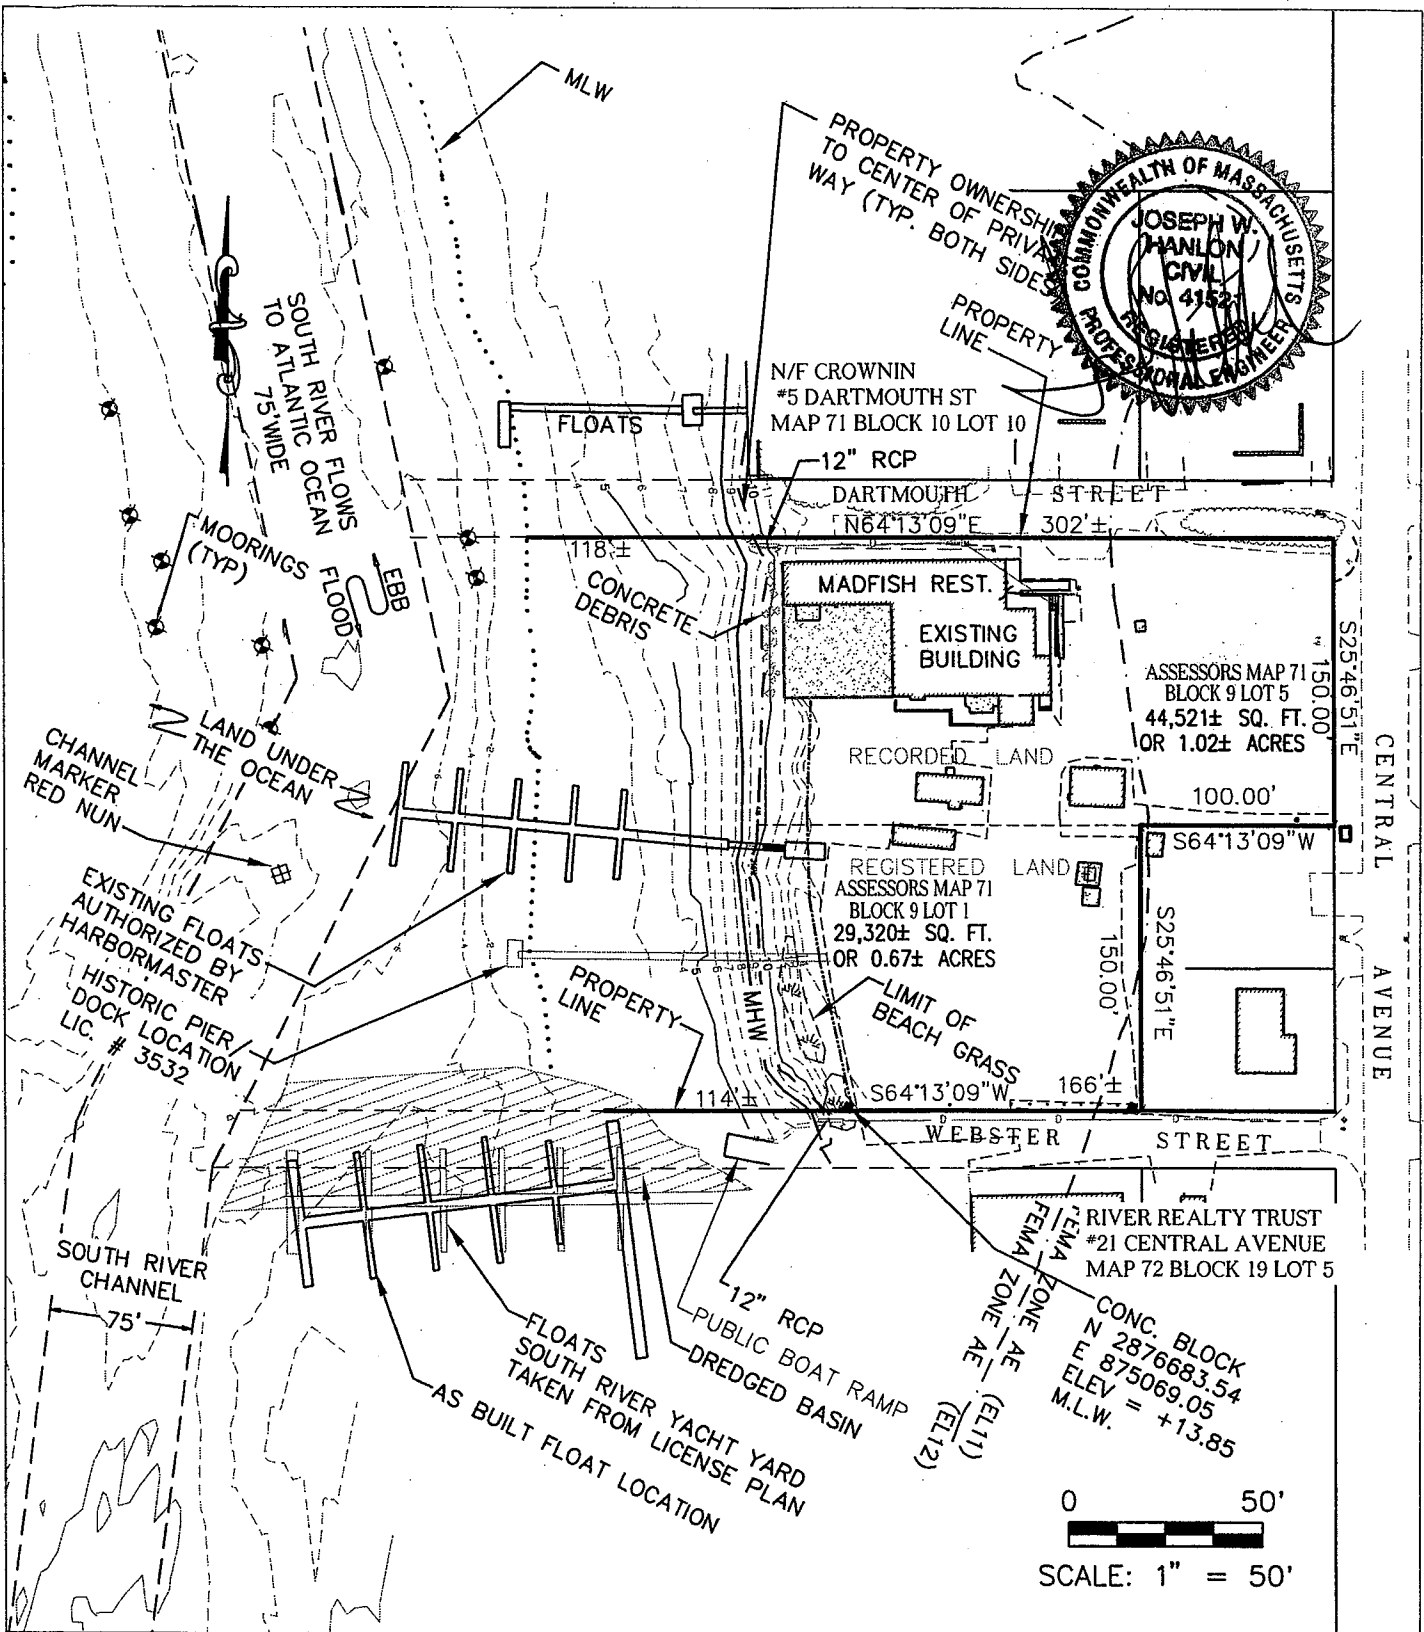 MLW
PROPERTY OWNERSHIP
TO CENTER OF
WAY (TYP. BOTH SIDES
COMMONWEALTH OF MASSACHUSETTS
JOSEPH W.
HANLON
CIVIL
No. 41521
REGISTERED
PROFESSIONAL ENGINEER
SOUTH RIVER FLOWS
TO ATLANTIC OCEAN
75'WIDE
PROPERTY
LINE
N/F CROWNIN
#5 DARTMOUTH ST
MAP 71 BLOCK 10 LOT 10
FLOATS
12" RCP
DARTMOUTH STREET
N64°13'09"E 302'±
118'±
MOORINGS
(TYP)
FLOOD
EBB
CONCRETE
DEBRIS
MADFISH REST.
EXISTING
BUILDING
ASSESSORS MAP 71
BLOCK 9 LOT 5
44,521± SQ. FT.
OR 1.02± ACRES
S25°46'51"E
150.00'
CENTRAL AVENUE
RECORDED LAND
100.00'
S64°13'09"W
LAND UNDER
THE OCEAN
CHANNEL
MARKER
RED NUN
REGISTERED LAND
ASSESSORS MAP 71
BLOCK 9 LOT 1
29,320± SQ. FT.
OR 0.67± ACRES
EXISTING FLOATS
AUTHORIZED BY
HARBORMASTER
HISTORIC PIER/
DOCK LOCATION
LIC. # 3532
PROPERTY
LINE
MHW
LIMIT OF
BEACH GRASS
150.00'
S25°46'51"E
114'±
S64°13'09"W
166'±
WEBSTER STREET
RIVER REALTY TRUST
#21 CENTRAL AVENUE
MAP 72 BLOCK 19 LOT 5
SOUTH RIVER
CHANNEL
75'
FEMA ZONE AE (EL11)
FEMA ZONE AE (EL12)
12" RCP
PUBLIC BOAT RAMP
DREDGED BASIN
FLOATS
SOUTH RIVER YACHT YARD
TAKEN FROM LICENSE PLAN
AS BUILT FLOAT LOCATION
CONC. BLOCK
N 2876683.54
E 875069.05
ELEV = +13.85
M.L.W.
0 50'
SCALE: 1" = 50'